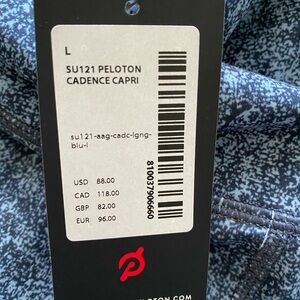 L
SU121 PELOTON
CADENCE CAPRI
su121-aag-cadc-lgng-
blu-l
USD 88.00
CAD 118.00
GBP 82.00
EUR 96.00
810037906660